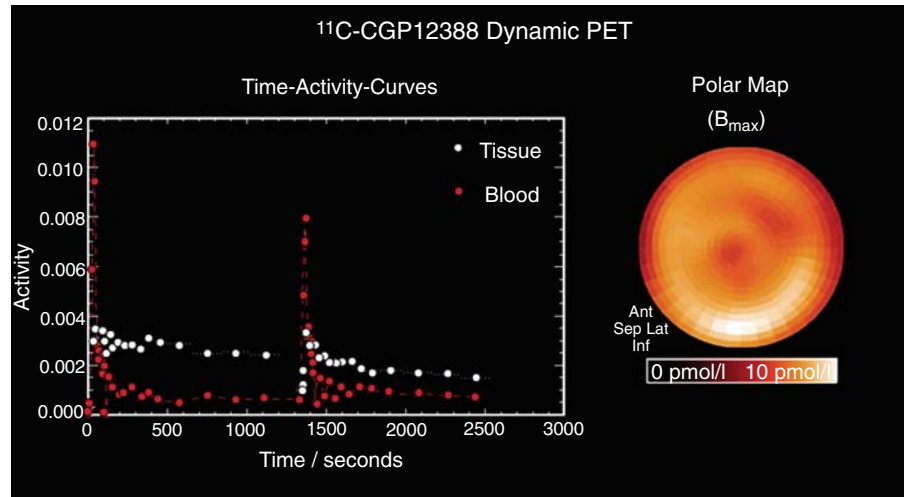 ¹¹C-CGP12388 Dynamic PET
Time-Activity-Curves
0.012
0.010
0.008
0.006
0.004
0.002
0.000
Activity
Tissue
Blood
0
500
1000
1500
2000
2500
3000
Time / seconds
Polar Map
(Bmax)
Ant
Sep Lat
Inf
0 pmol/l 10 pmol/l